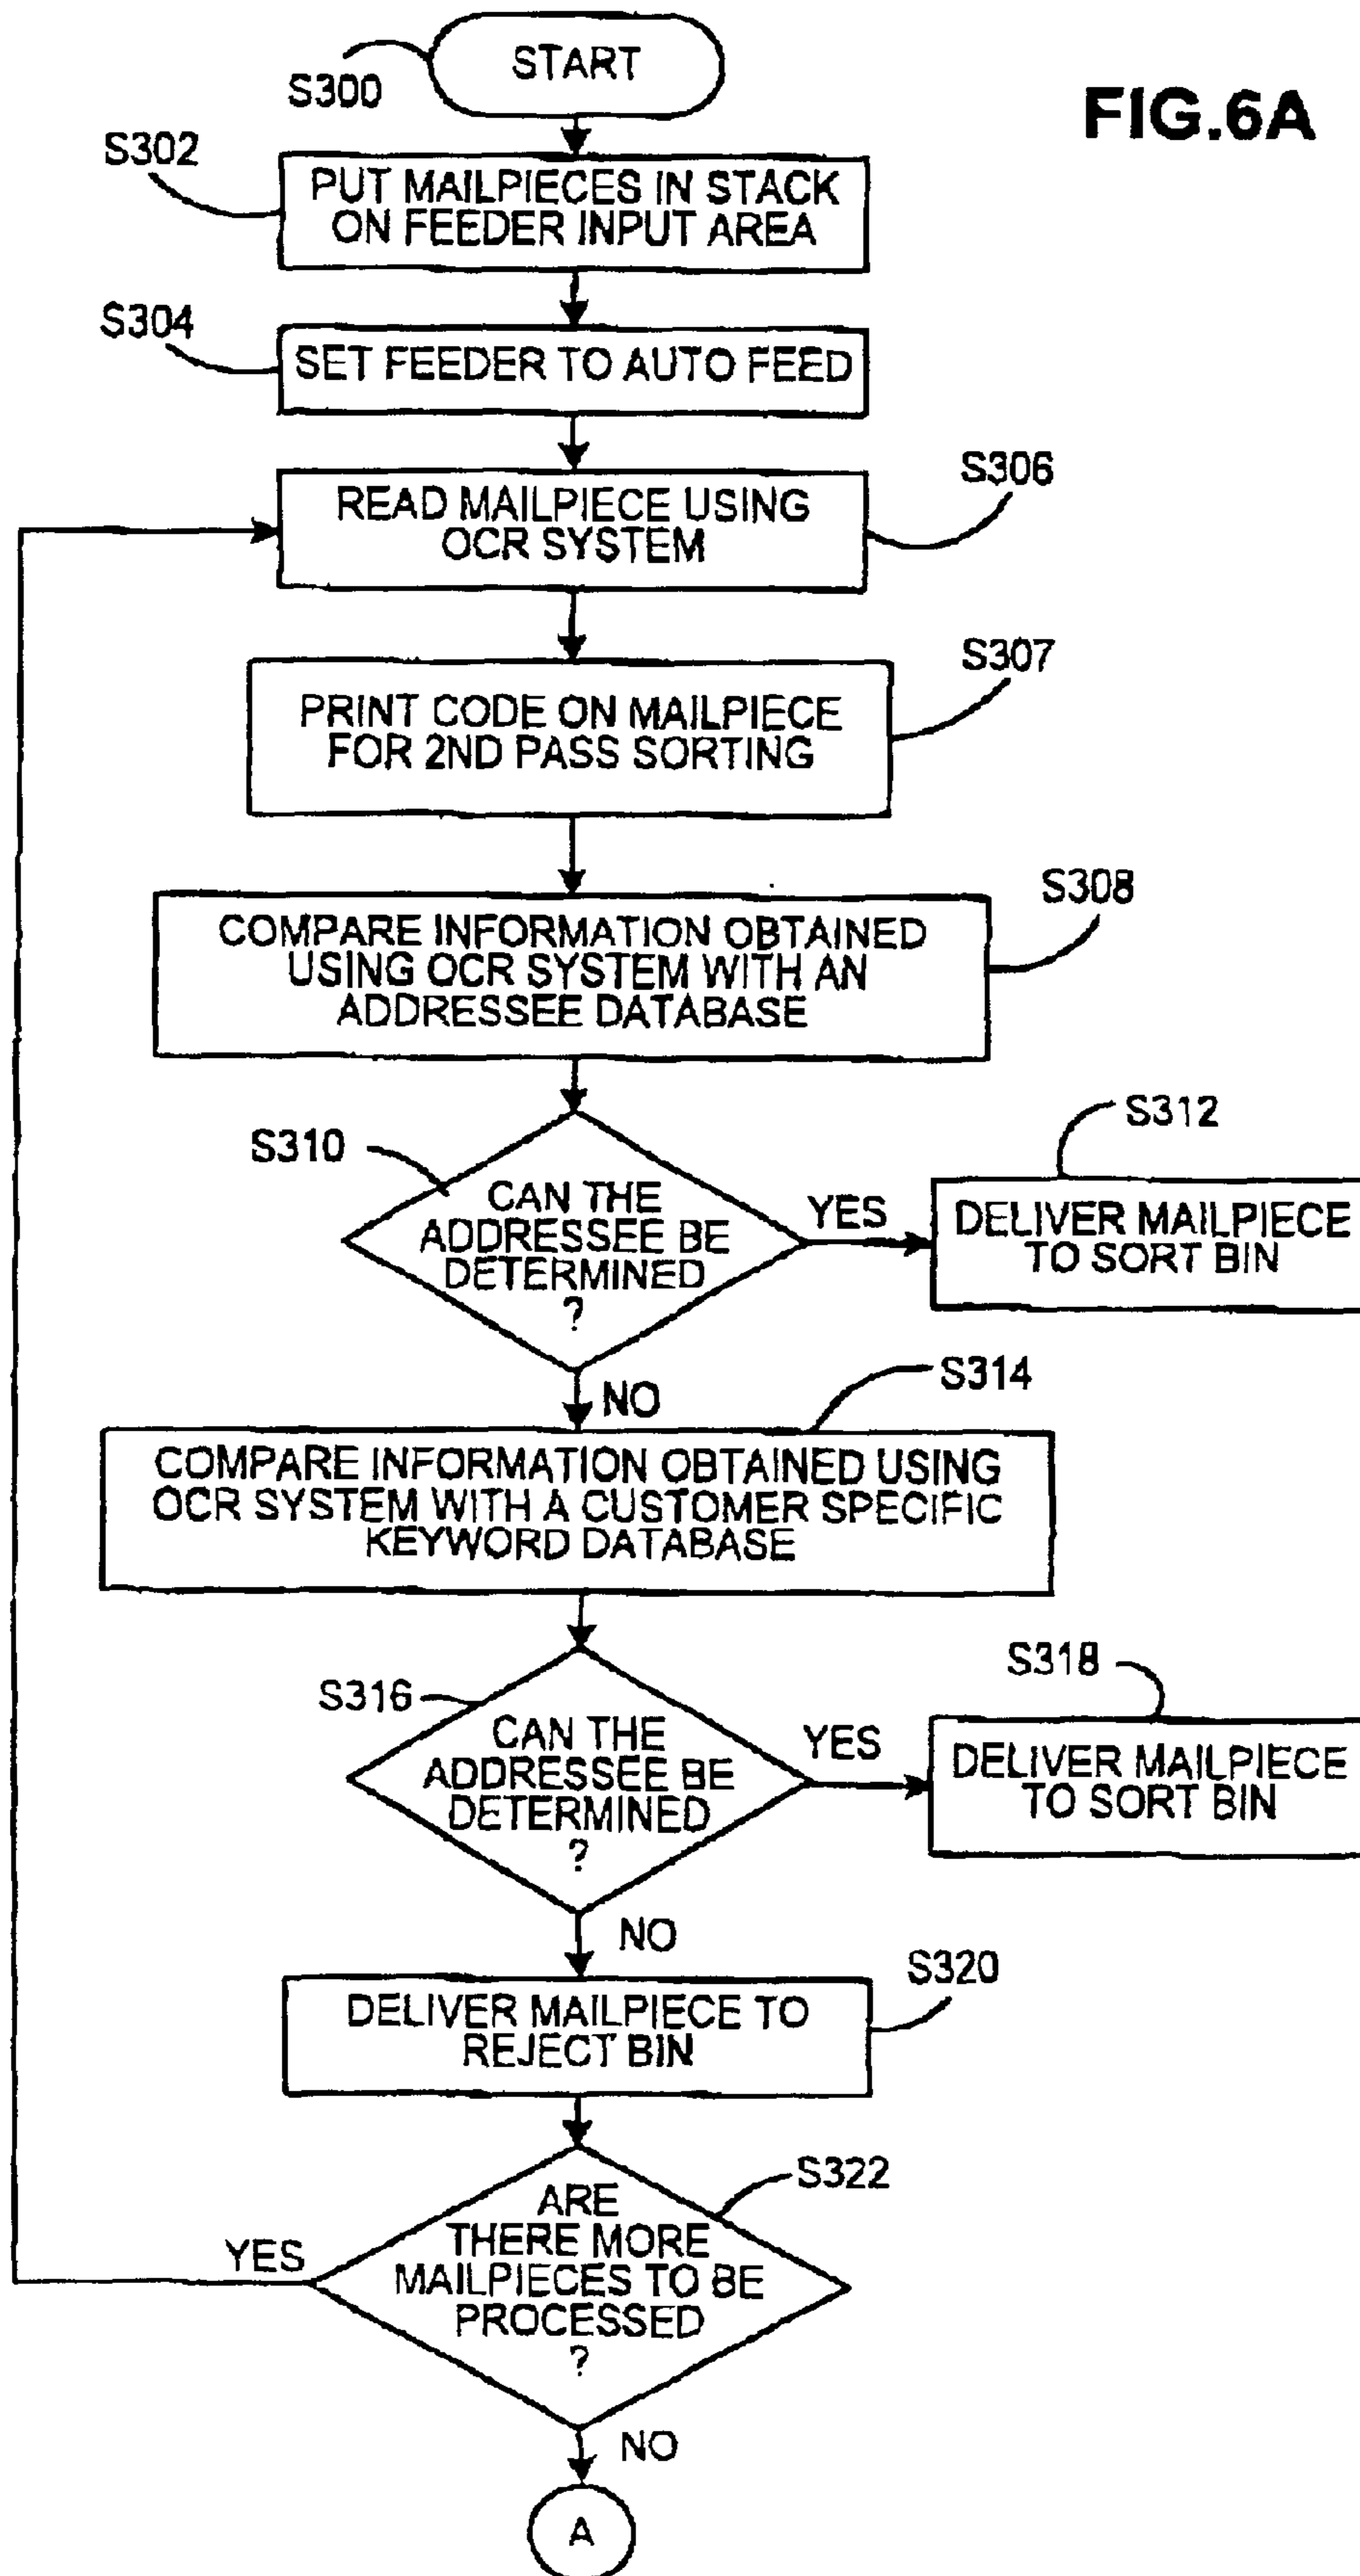 START
S300
FIG.6A
S302
PUT MAILPIECES IN STACK
ON FEEDER INPUT AREA
S304
SET FEEDER TO AUTO FEED
S306
READ MAILPIECE USING
OCR SYSTEM
S307
PRINT CODE ON MAILPIECE
FOR 2ND PASS SORTING
S308
COMPARE INFORMATION OBTAINED
USING OCR SYSTEM WITH AN
ADDRESSEE DATABASE
S310
CAN THE
ADDRESSEE BE
DETERMINED
?
YES
S312
DELIVER MAILPIECE
TO SORT BIN
NO
S314
COMPARE INFORMATION OBTAINED USING
OCR SYSTEM WITH A CUSTOMER SPECIFIC
KEYWORD DATABASE
S316
CAN THE
ADDRESSEE BE
DETERMINED
?
YES
S318
DELIVER MAILPIECE
TO SORT BIN
NO
S320
DELIVER MAILPIECE TO
REJECT BIN
S322
ARE
THERE MORE
MAILPIECES TO BE
PROCESSED
?
YES
NO
A